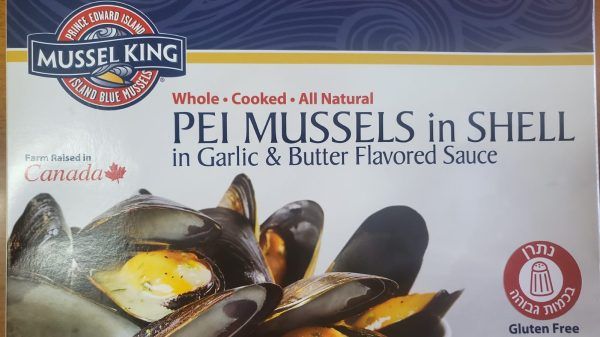 PRINCE EDWARD ISLAND
MUSSEL KING
ISLAND BLUE MUSSELS
Whole • Cooked • All Natural
PEI MUSSELS in SHELL
in Garlic & Butter Flavored Sauce
Farm Raised in
Canada
נתרן
בכמות גבוהה
Gluten Free